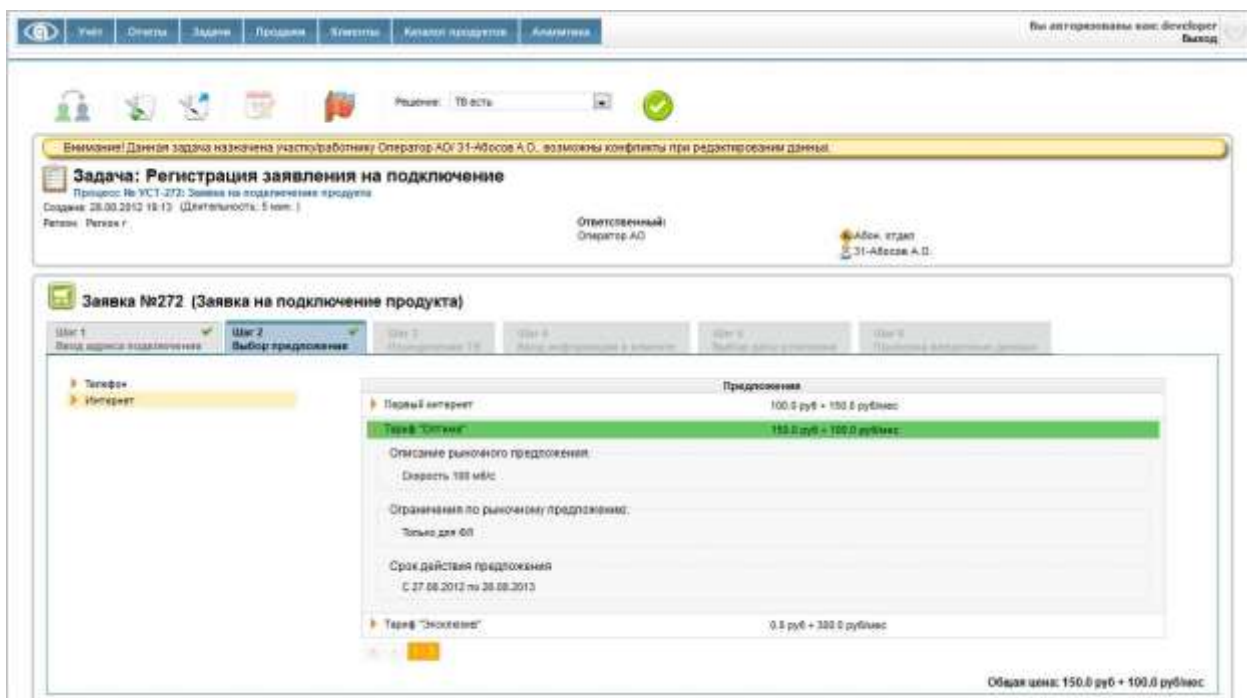 Учёт Отчеты Задачи Продажи Клиенты Каталог продуктов Аналитика
Вы авторизованы как: developer
Выход
Решение: ТВ есть
Внимание! Данная задача назначена участку/работнику Оператор АО/ 31-Абосов А.О., возможны конфликты при редактировании данных.
Задача: Регистрация заявления на подключение
Процесс № УСТ-272: Заявка на подключение продукта
Создана: 28.08.2012 18:13 (Длительность: 5 мин. )
Регион: Регион г
Ответственный:
Оператор АО
Абон. отдел
31-Абосов А.О.
Заявка №272 (Заявка на подключение продукта)
Шаг 1 Шаг 2 Шаг 3 Шаг 4
Ввод адреса подключения Выбор предложения Определение ТВ Ввод информации о клиенте
Телефон
Интернет
Предложения
Первый интернет 100.0 руб + 150.0 руб/мес
Тариф "Оптима" 150.0 руб + 100.0 руб/мес
Описание рыночного предложения:
Скорость 100 мб/с
Ограничения по рыночному предложению:
Только для ФЛ
Срок действия предложения
С 27.08.2012 по 28.08.2013
Тариф "Эксклюзив" 0.0 руб + 300.0 руб/мес
Общая цена: 150.0 руб + 100.0 руб/мес